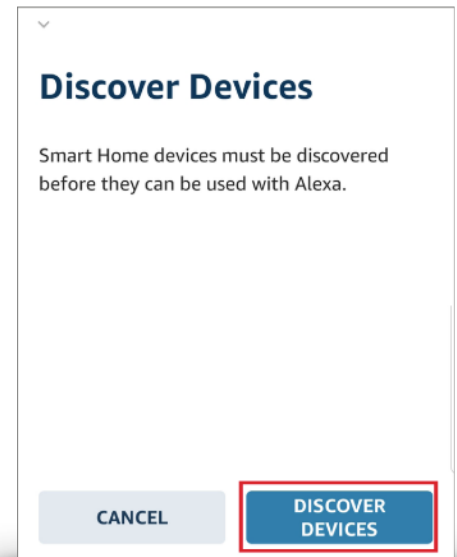 Discover Devices
Smart Home devices must be discovered
before they can be used with Alexa.
CANCEL
DISCOVER
DEVICES